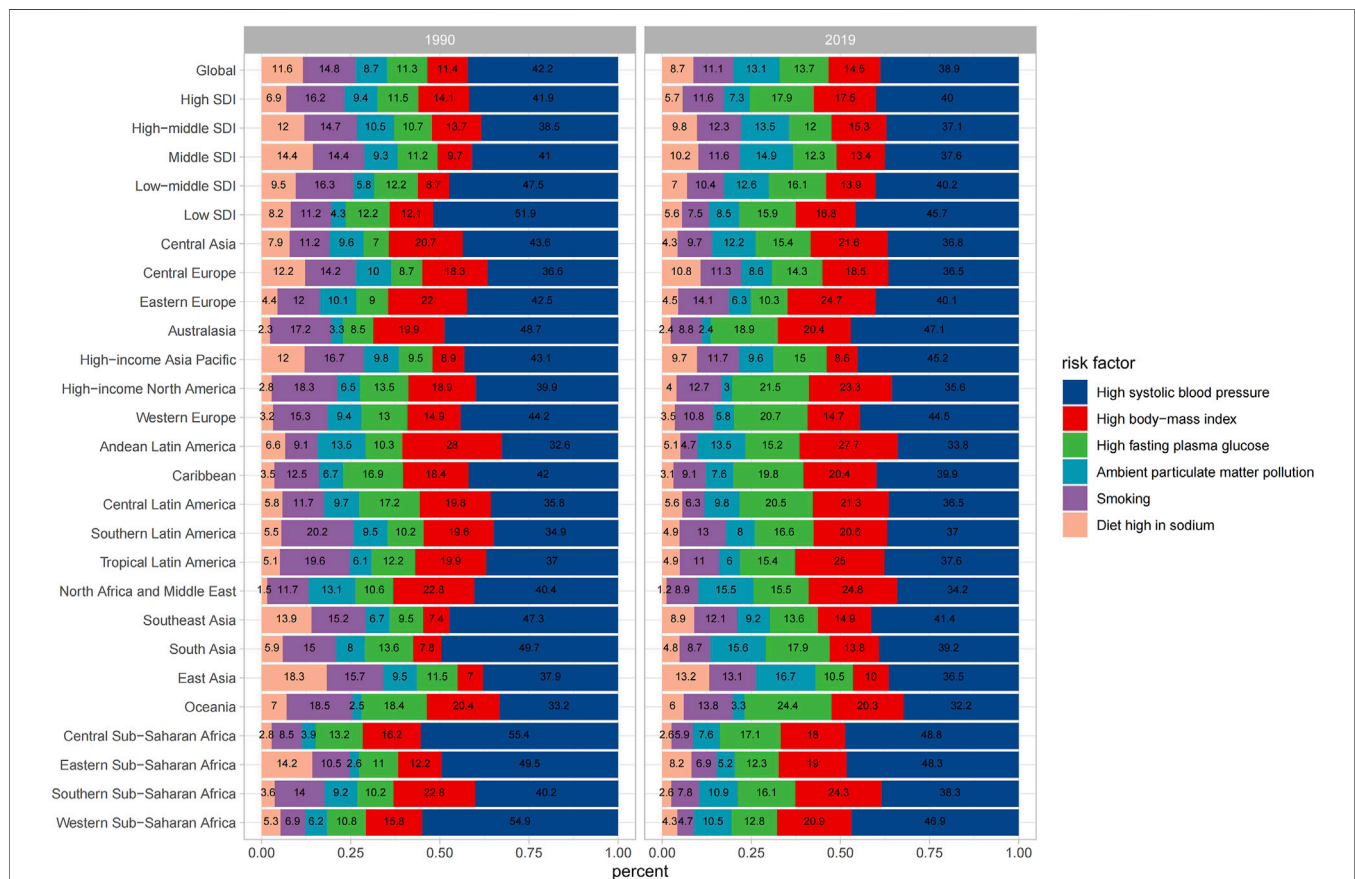 1990 2019
Global 11.6 14.8 8.7 11.3 11.4 42.2 8.7 11.1 13.1 13.7 14.5 38.9
High SDI 6.9 16.2 9.4 11.5 14.1 41.9 5.7 11.6 7.3 17.9 17.5 40
High−middle SDI 12 14.7 10.5 10.7 13.7 38.5 9.8 12.3 13.5 12 15.3 37.1
Middle SDI 14.4 14.4 9.3 11.2 9.7 41 10.2 11.6 14.9 12.3 13.4 37.6
Low−middle SDI 9.5 16.3 5.8 12.2 8.7 47.5 7 10.4 12.6 16.1 13.9 40.2
Low SDI 8.2 11.2 4.3 12.2 12.1 51.9 5.6 7.5 8.5 15.9 16.8 45.7
Central Asia 7.9 11.2 9.6 7 20.7 43.6 4.3 9.7 12.2 15.4 21.6 36.8
Central Europe 12.2 14.2 10 8.7 18.3 36.6 10.8 11.3 8.6 14.3 18.5 36.5
Eastern Europe 4.4 12 10.1 9 22 42.5 4.5 14.1 6.3 10.3 24.7 40.1
Australasia 2.3 17.2 3.3 8.5 19.9 48.7 2.4 8.8 2.4 18.9 20.4 47.1
High−income Asia Pacific 12 16.7 9.8 9.5 8.9 43.1 9.7 11.7 9.6 15 8.6 45.2
High−income North America 2.8 18.3 6.5 13.5 18.9 39.9 4 12.7 3 21.5 23.3 35.6
Western Europe 3.2 15.3 9.4 13 14.9 44.2 3.5 10.8 5.8 20.7 14.7 44.5
Andean Latin America 6.6 9.1 13.5 10.3 28 32.6 5.1 4.7 13.5 15.2 27.7 33.8
Caribbean 3.5 12.5 6.7 16.9 18.4 42 3.1 9.1 7.6 19.8 20.4 39.9
Central Latin America 5.8 11.7 9.7 17.2 19.8 35.8 5.6 6.3 9.8 20.5 21.3 36.5
Southern Latin America 5.5 20.2 9.5 10.2 19.6 34.9 4.9 13 8 16.6 20.5 37
Tropical Latin America 5.1 19.6 6.1 12.2 19.9 37 4.9 11 6 15.4 25 37.6
North Africa and Middle East 1.5 11.7 13.1 10.6 22.8 40.4 1.2 8.9 15.5 15.5 24.8 34.2
Southeast Asia 13.9 15.2 6.7 9.5 7.4 47.3 8.9 12.1 9.2 13.6 14.9 41.4
South Asia 5.9 15 8 13.6 7.8 49.7 4.8 8.7 15.6 17.9 13.8 39.2
East Asia 18.3 15.7 9.5 11.5 7 37.9 13.2 13.1 16.7 10.5 10 36.5
Oceania 7 18.5 2.5 18.4 20.4 33.2 6 13.8 3.3 24.4 20.3 32.2
Central Sub−Saharan Africa 2.8 8.5 3.9 13.2 16.2 55.4 2.6 5.9 7.6 17.1 18 48.8
Eastern Sub−Saharan Africa 14.2 10.5 2.6 11 12.2 49.5 8.2 6.9 5.2 12.3 19 48.3
Southern Sub−Saharan Africa 3.6 14 9.2 10.2 22.8 40.2 2.6 7.8 10.9 16.1 24.3 38.3
Western Sub−Saharan Africa 5.3 6.9 6.2 10.8 15.8 54.9 4.3 4.7 10.5 12.8 20.9 46.9
0.00 0.25 0.50 0.75 1.00 0.00 0.25 0.50 0.75 1.00
percent
risk factor
High systolic blood pressure
High body−mass index
High fasting plasma glucose
Ambient particulate matter pollution
Smoking
Diet high in sodium